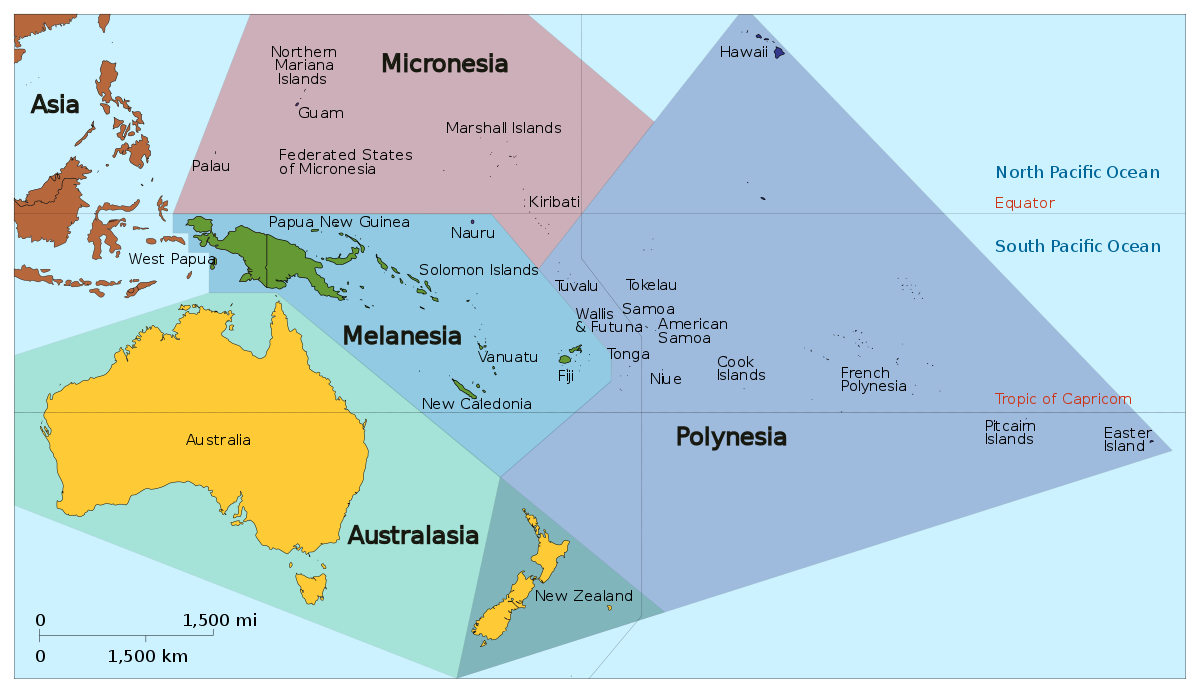 Hawaii
Northern
Mariana
Islands
Micronesia
Asia
Guam
Marshall Islands
Palau
Federated States
of Micronesia
North Pacific Ocean
Kiribati
Equator
Papua New Guinea
Nauru
South Pacific Ocean
West Papua
Solomon Islands
Tuvalu
Tokelau
Wallis
& Futuna
Samoa
American
Samoa
Melanesia
Vanuatu
Tonga
Fiji
Niue
Cook
Islands
French
Polynesia
New Caledonia
Tropic of Capricorn
Australia
Polynesia
Pitcairn
Islands
Easter
Island
Australasia
New Zealand
0
1,500 mi
0
1,500 km